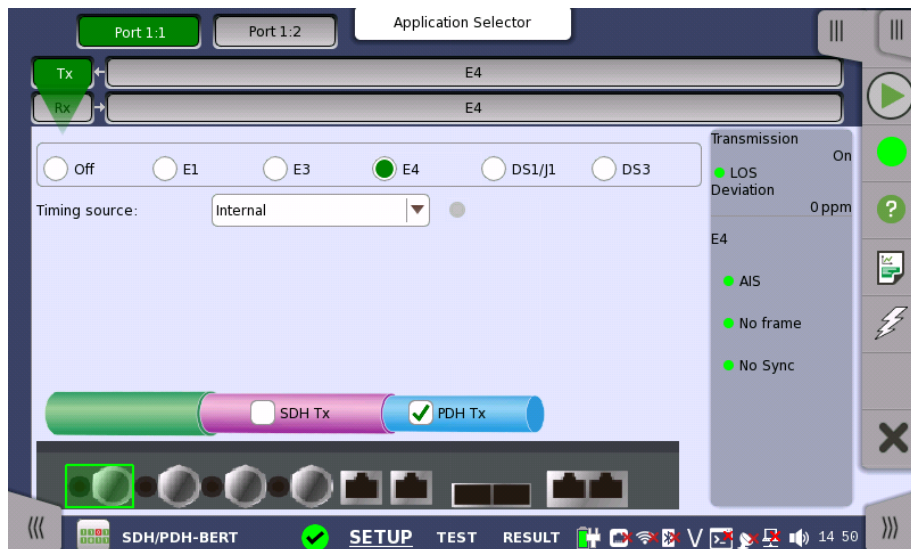 Application Selector
Port 1:1
Port 1:2
Tx
E4
Rx
E4
Off
E1
E3
E4
DS1/J1
DS3
Timing source:
Internal
SDH Tx
PDH Tx
Transmission
On
LOS
Deviation
0 ppm
E4
AIS
No frame
No Sync
SDH/PDH-BERT
SETUP
TEST
RESULT
14 50